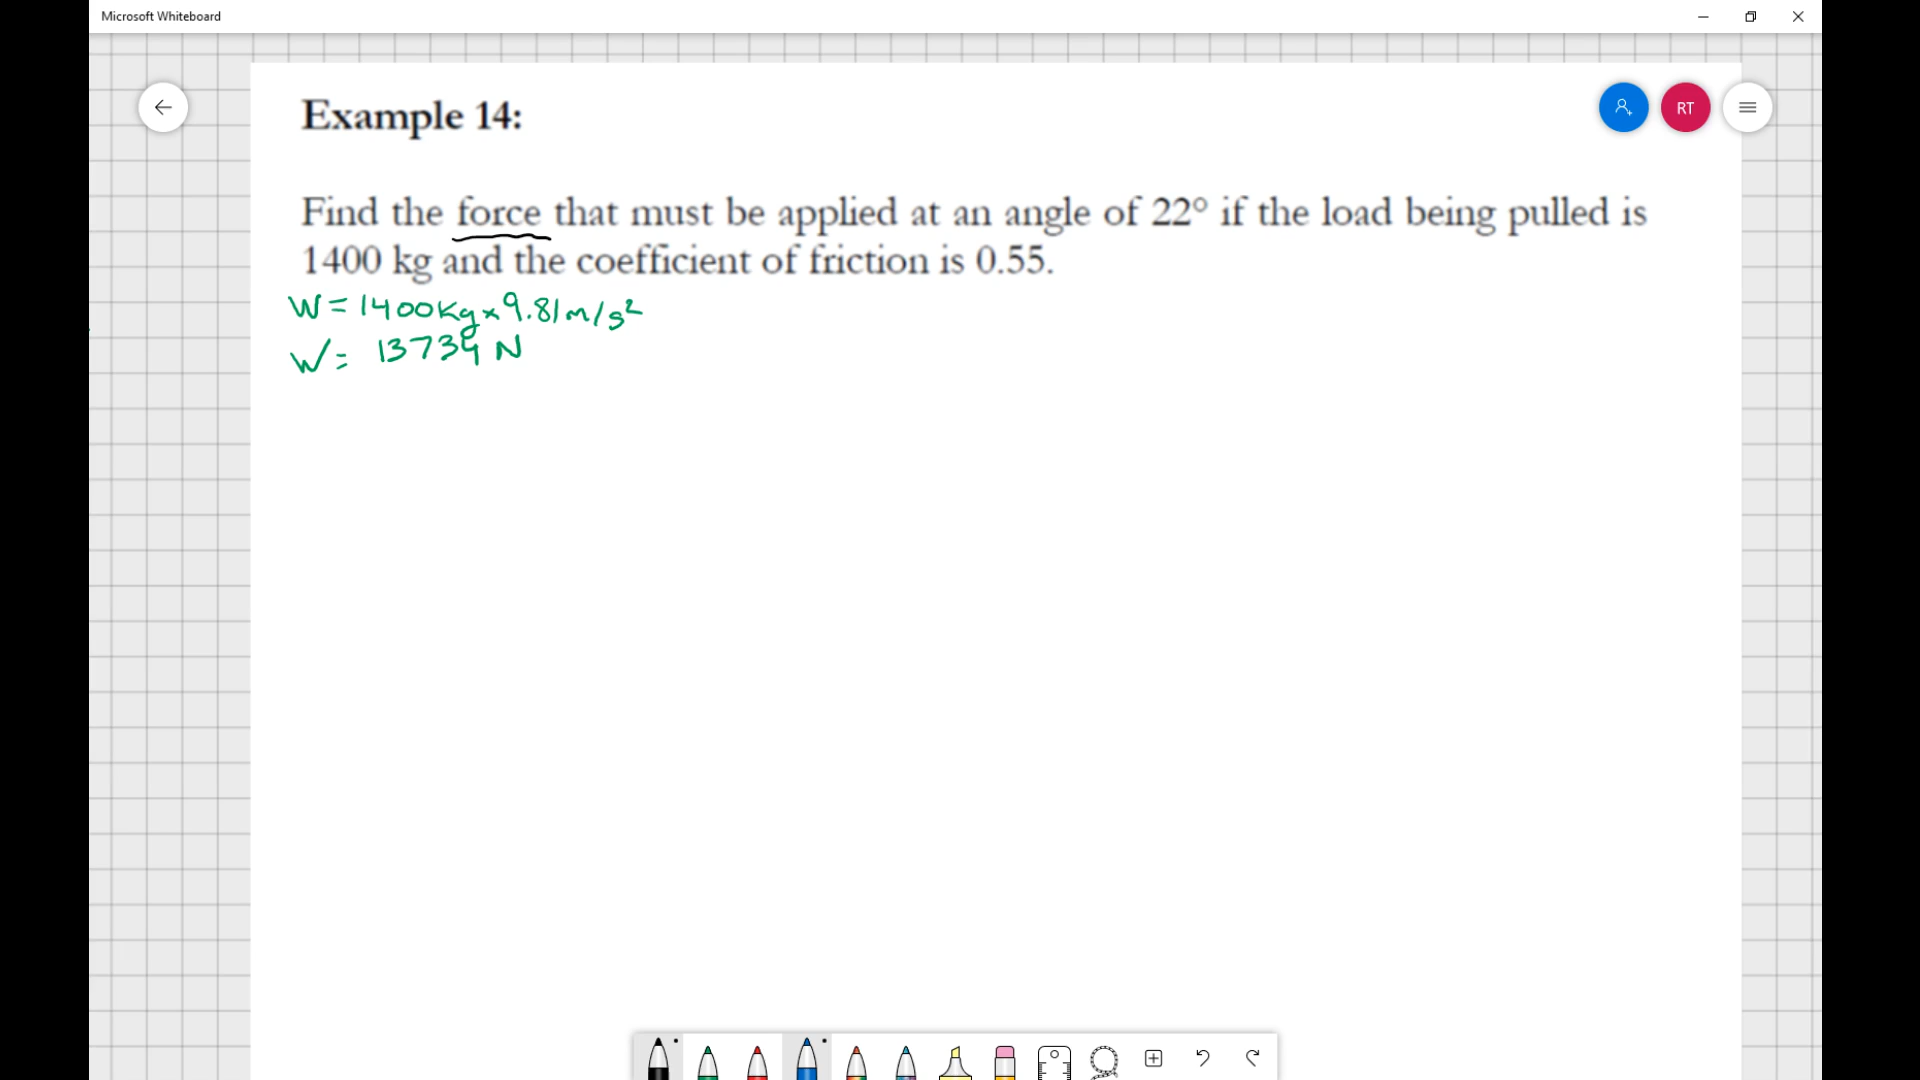 Microsoft Whiteboard
RT
Example 14:
Find the force that must be applied at an angle of 22° if the load being pulled is
1400 kg and the coefficient of friction is 0.55.
W = 1400Kg × 9.81m/s²
W = 13734 N